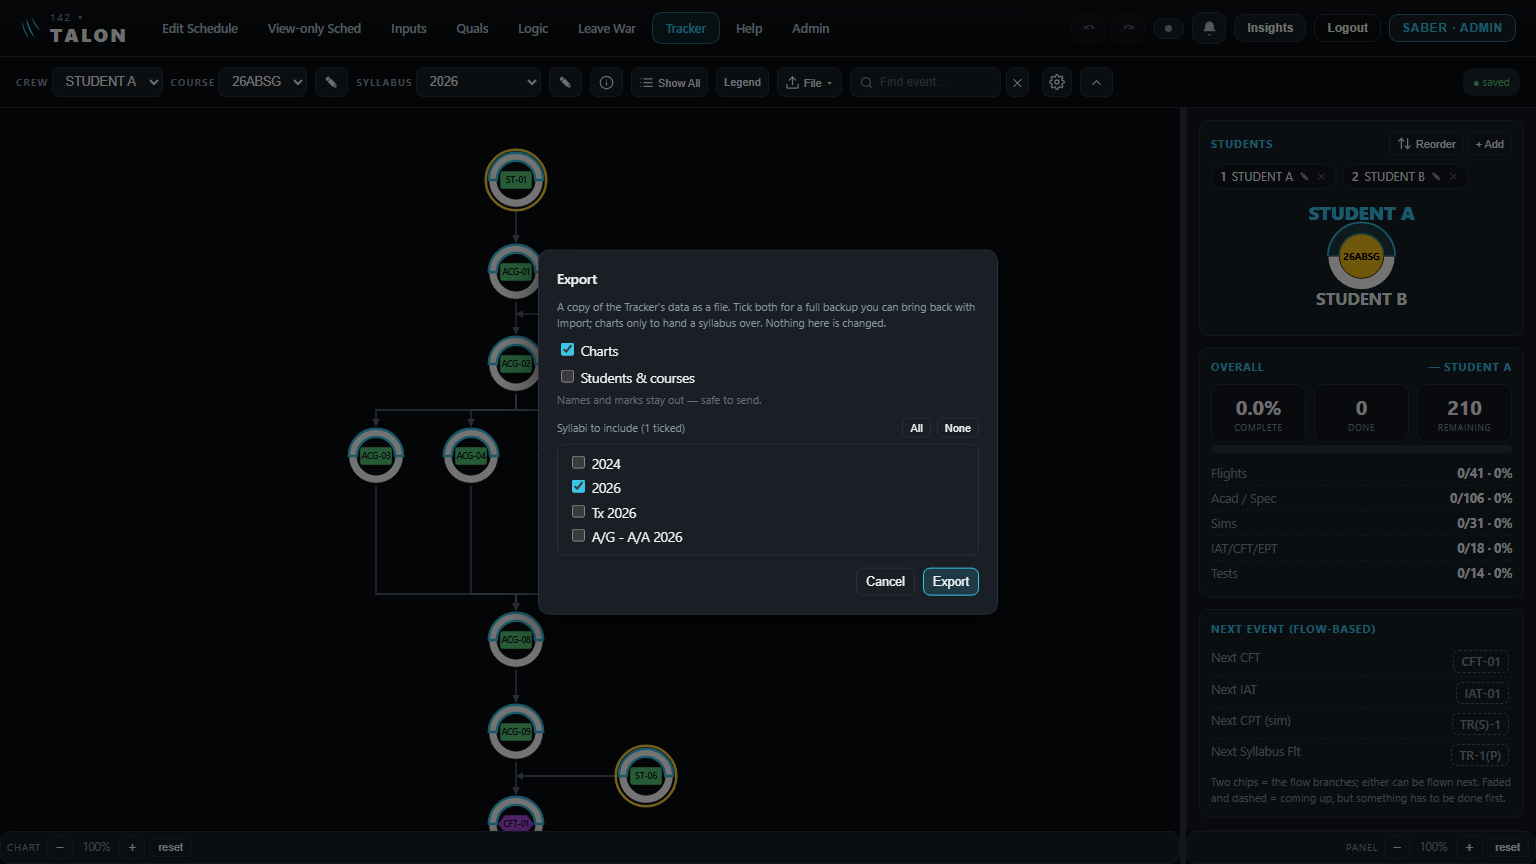 142
TALON
Edit Schedule
View-only Sched
Inputs
Quals
Logic
Leave War
Tracker
Help
Admin
Insights
Logout
SABER · ADMIN
CREW
STUDENT A
COURSE
26ABSG
SYLLABUS
2026
Show All
Legend
File
Find event…
saved
ST-01
ACG-01
ACG-02
ACG-03
ACG-04
ACG-08
ACG-09
ST-06
CFT-01
Export
A copy of the Tracker's data as a file. Tick both for a full backup you can bring back with
Import; charts only to hand a syllabus over. Nothing here is changed.
Charts
Students & courses
Names and marks stay out — safe to send.
Syllabi to include (1 ticked)
All
None
2024
2026
Tx 2026
A/G - A/A 2026
Cancel
Export
STUDENTS
Reorder
+ Add
1 STUDENT A
2 STUDENT B
STUDENT A
26ABSG
STUDENT B
OVERALL
— STUDENT A
0.0%
COMPLETE
0
DONE
210
REMAINING
Flights 0/41 · 0%
Acad / Spec 0/106 · 0%
Sims 0/31 · 0%
IAT/CFT/EPT 0/18 · 0%
Tests 0/14 · 0%
NEXT EVENT (FLOW-BASED)
Next CFT CFT-01
Next IAT IAT-01
Next CPT (sim) TR(S)-1
Next Syllabus Flt TR-1(P)
Two chips = the flow branches; either can be flown next. Faded
and dashed = coming up, but something has to be done first.
CHART − 100% + reset
PANEL − 100% + reset